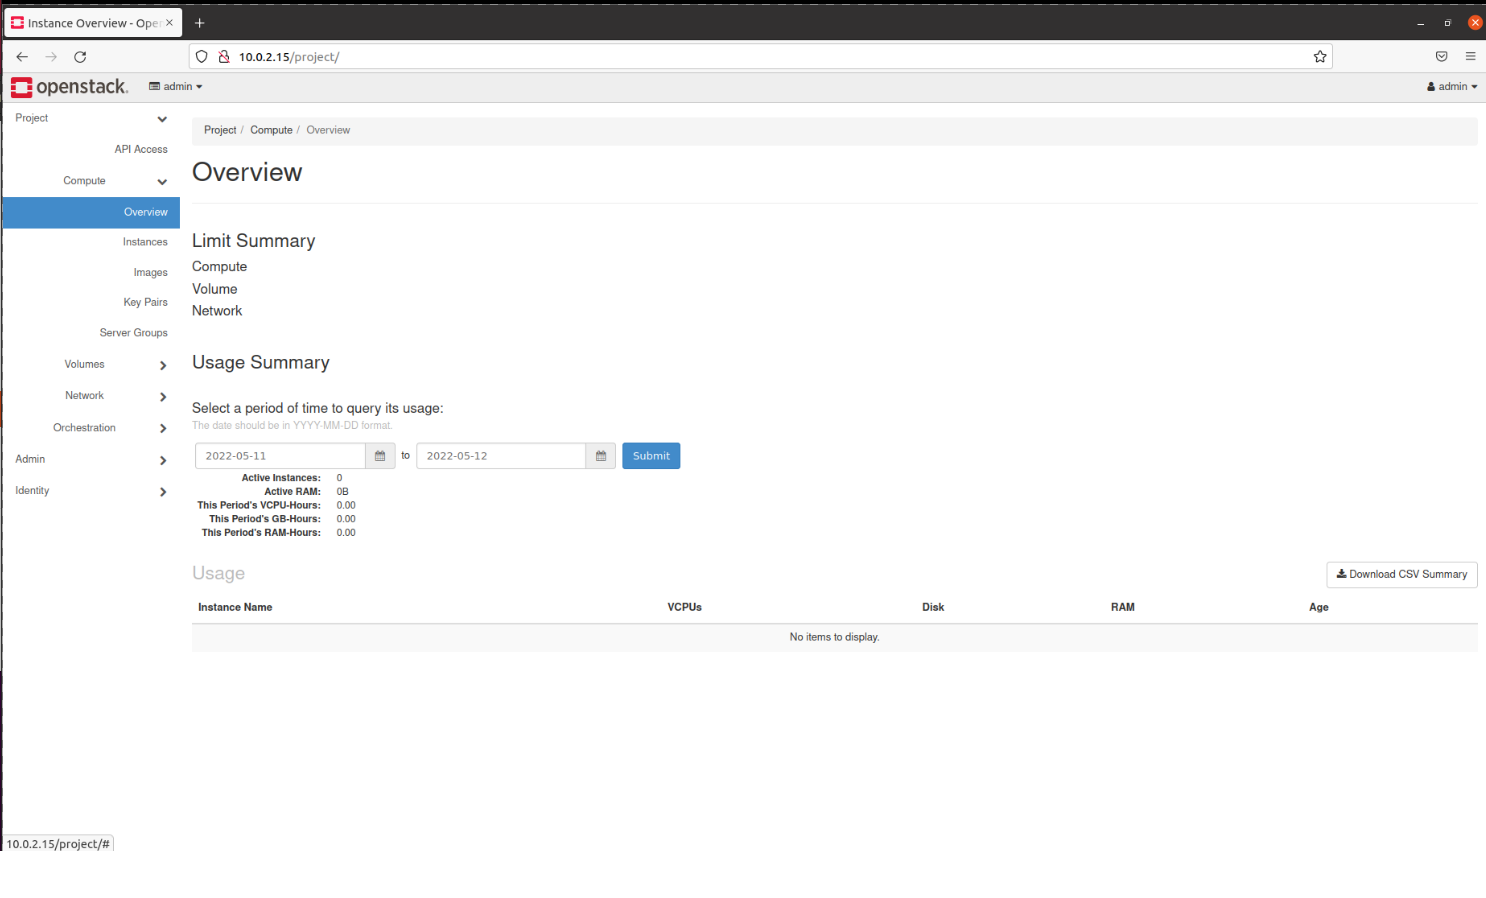 Instance Overview - Ope
10.0.2.15/project/
openstack.
admin
admin
Project
API Access
Compute
Overview
Instances
Images
Key Pairs
Server Groups
Volumes
Network
Orchestration
Admin
Identity
Project / Compute / Overview
Overview
Limit Summary
Compute
Volume
Network
Usage Summary
Select a period of time to query its usage:
The date should be in YYYY-MM-DD format.
2022-05-11 to 2022-05-12 Submit
Active Instances: 0
Active RAM: 0B
This Period's VCPU-Hours: 0.00
This Period's GB-Hours: 0.00
This Period's RAM-Hours: 0.00
Usage
Download CSV Summary
Instance Name VCPUs Disk RAM Age
No items to display.
10.0.2.15/project/#